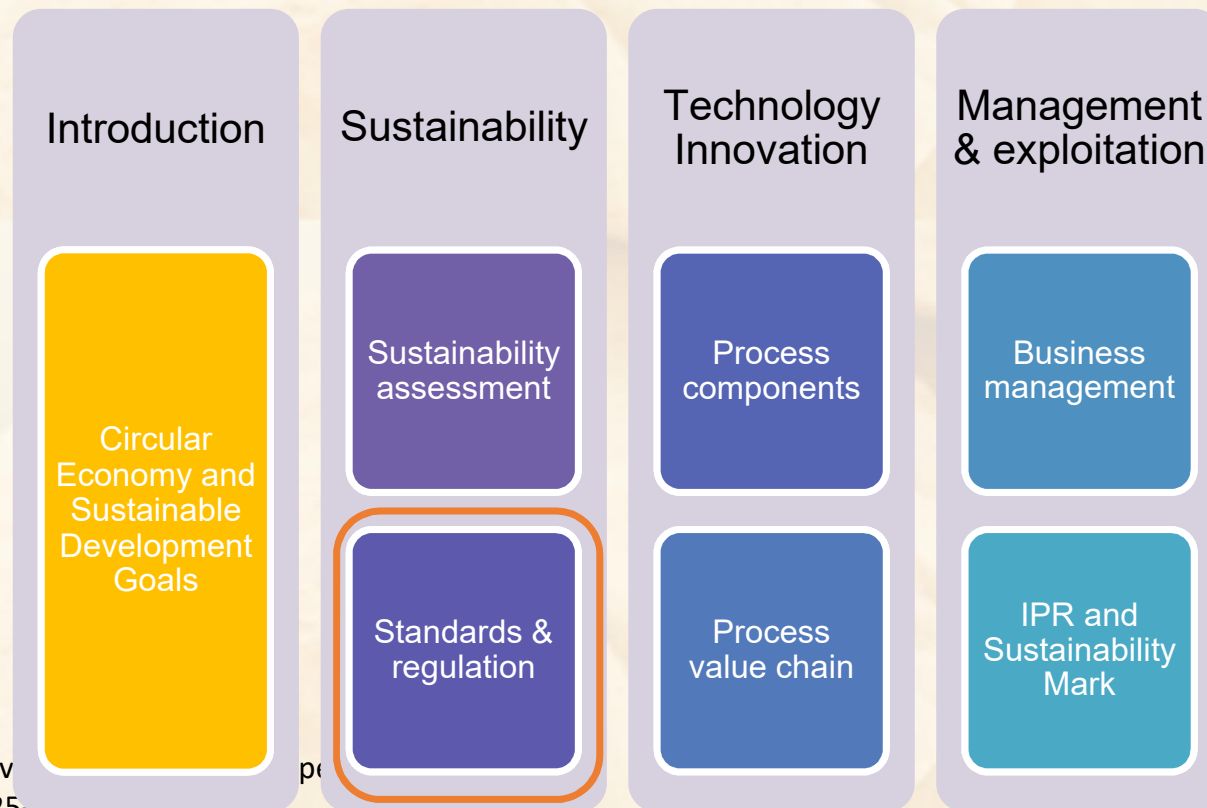 Introduction
Circular
Economy and
Sustainable
Development
Goals
Sustainability
Sustainability
assessment
Standards &
regulation
Technology
Innovation
Process
components
Process
value chain
Management
& exploitation
Business
management
IPR and
Sustainability
Mark